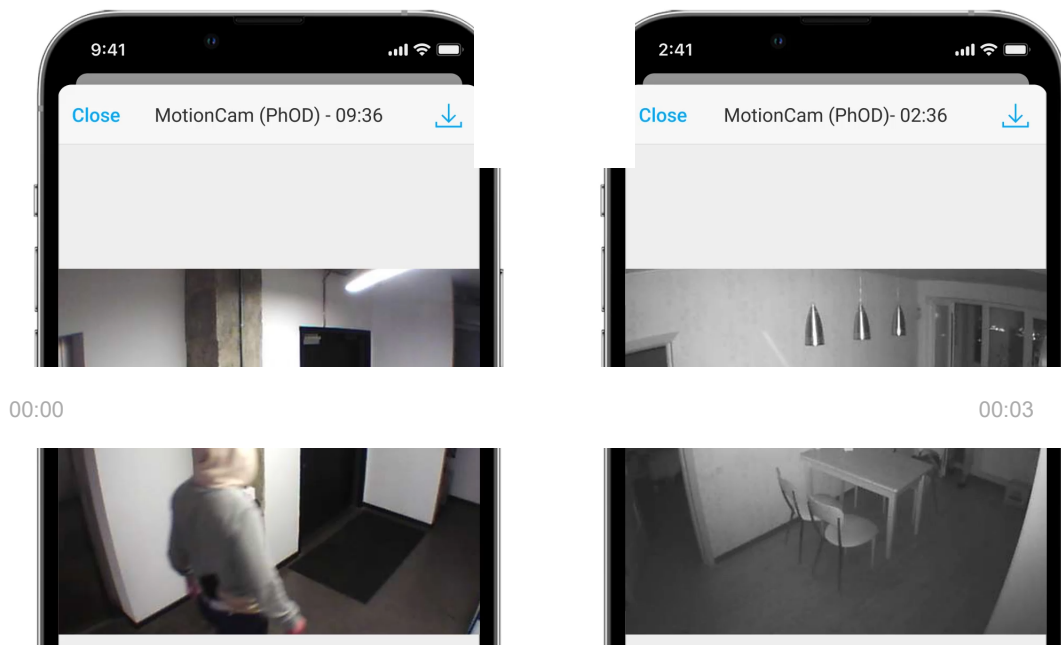 9:41
2:41
Close MotionCam (PhOD) - 09:36
Close MotionCam (PhOD)- 02:36
00:00
00:03